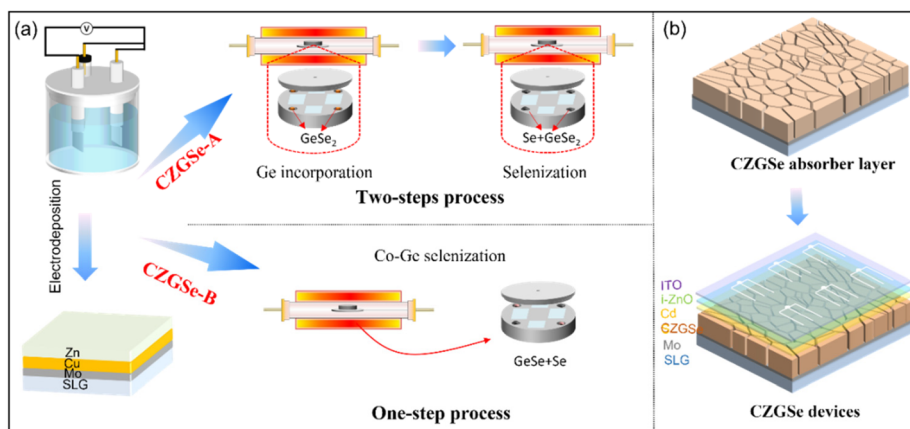 (a)
V
Electrodeposition
Zn
Cu
Mo
SLG
CZGSe-A
GeSe2
Ge incorporation
Se+GeSe2
Selenization
Two-steps process
CZGSe-B
Co-Ge selenization
GeSe+Se
One-step process
(b)
CZGSe absorber layer
ITO
i-ZnO
Cd
CZGS
Mo
SLG
CZGSe devices